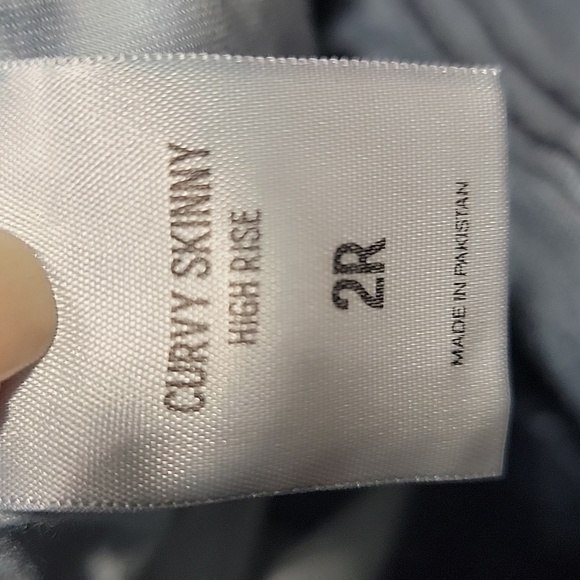 CURVY SKINNY
HIGH RISE
2R
MADE IN PAKISTAN